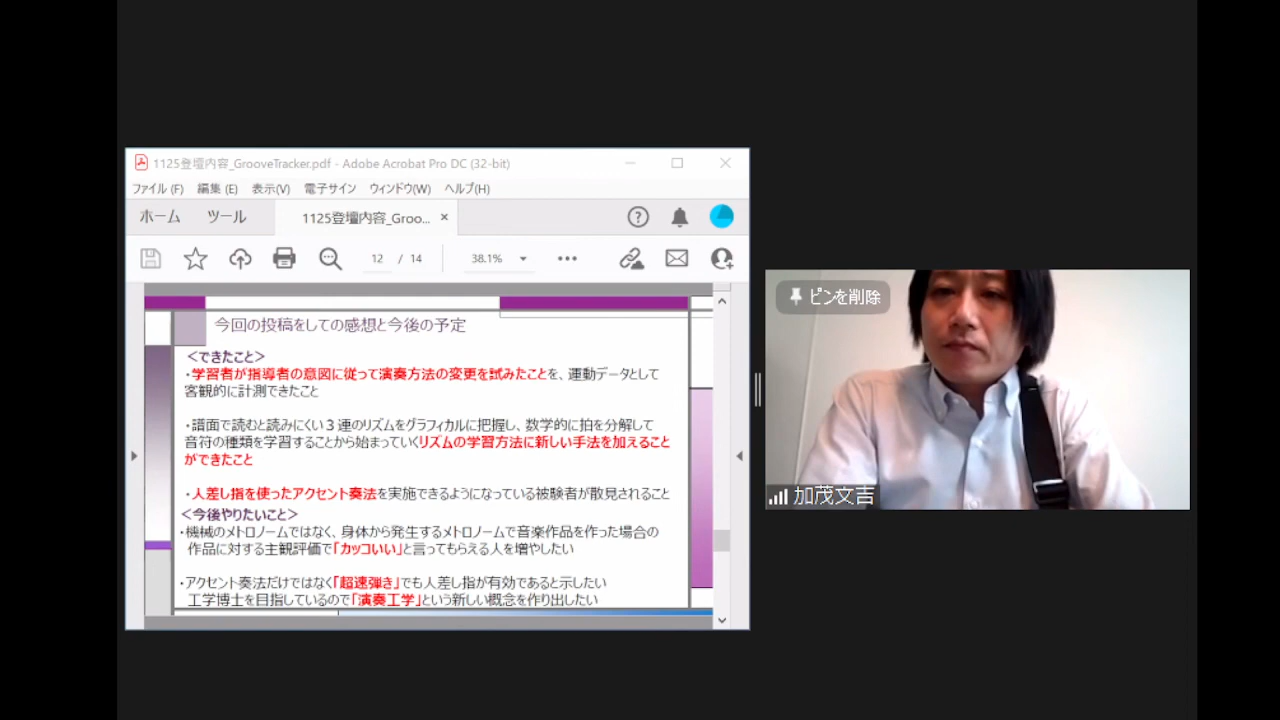 1125登壇内容_GrooveTracker.pdf - Adobe Acrobat Pro DC (32-bit)
ファイル (F) 編集 (E) 表示(V) 電子サイン ウィンドウ(W) ヘルプ(H)
ホーム ツール 1125登壇内容_Groo... ×
12 / 14 38.1%
今回の投稿をしての感想と今後の予定
＜できたこと＞
・学習者が指導者の意図に従って演奏方法の変更を試みたことを、運動データとして
客観的に計測できたこと
・譜面で読むと読みにくい３連のリズムをグラフィカルに把握し、数学的に拍を分解して
音符の種類を学習することから始まっていくリズムの学習方法に新しい手法を加えること
ができたこと
・人差し指を使ったアクセント奏法を実施できるようになっている被験者が散見されること
＜今後やりたいこと＞
・機械のメトロノームではなく、身体から発生するメトロノームで音楽作品を作った場合の
作品に対する主観評価で「カッコいい」と言ってもらえる人を増やしたい
・アクセント奏法だけではなく「超速弾き」でも人差し指が有効であると示したい
工学博士を目指しているので「演奏工学」という新しい概念を作り出したい
ピンを削除
加茂文吉